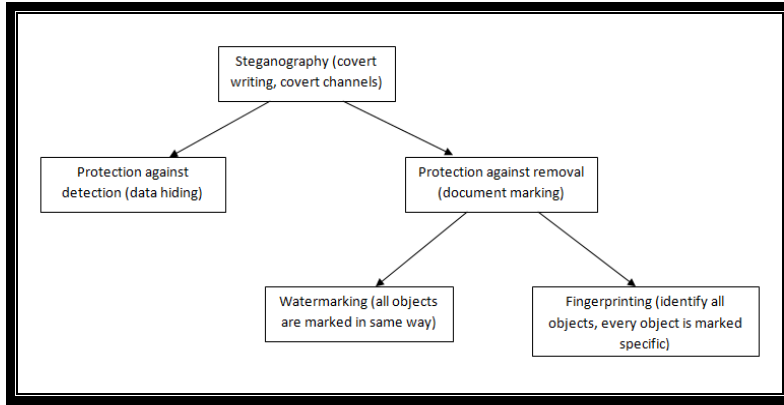 Steganography (covert
writing, covert channels)
Protection against
detection (data hiding)
Protection against removal
(document marking)
Watermarking (all objects
are marked in same way)
Fingerprinting (identify all
objects, every object is marked
specific)